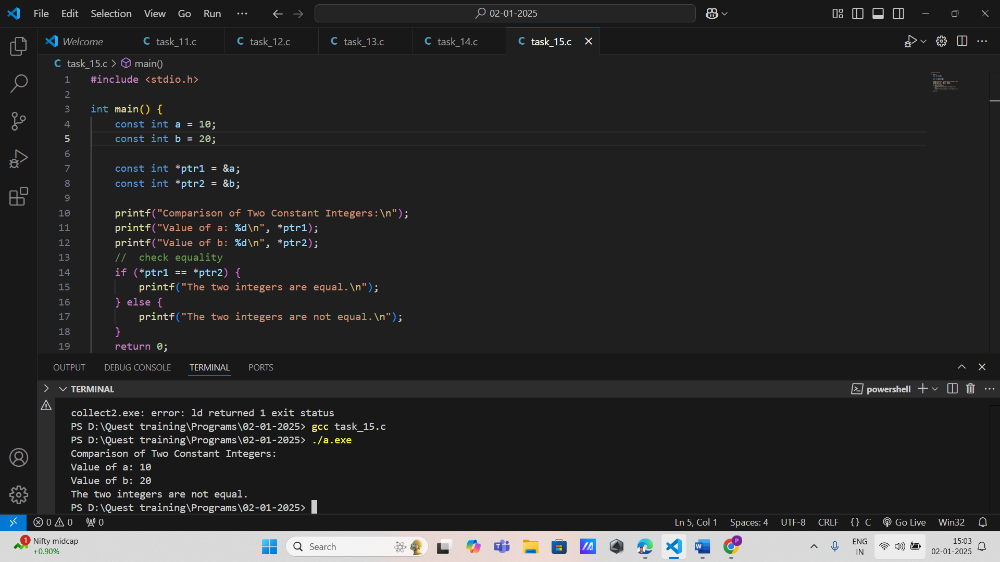 File Edit Selection View Go Run ··· 02-01-2025
Welcome task_11.c task_12.c task_13.c task_14.c task_15.c
C task_15.c > main()
1 #include <stdio.h>
2
3 int main() {
4 const int a = 10;
5 const int b = 20;
6
7 const int *ptr1 = &a;
8 const int *ptr2 = &b;
9
10 printf("Comparison of Two Constant Integers:\n");
11 printf("Value of a: %d\n", *ptr1);
12 printf("Value of b: %d\n", *ptr2);
13 //  check equality
14 if (*ptr1 == *ptr2) {
15 printf("The two integers are equal.\n");
16 } else {
17 printf("The two integers are not equal.\n");
18 }
19 return 0;
OUTPUT DEBUG CONSOLE TERMINAL PORTS
TERMINAL powershell
collect2.exe: error: ld returned 1 exit status
PS D:\Quest training\Programs\02-01-2025> gcc task_15.c
PS D:\Quest training\Programs\02-01-2025> ./a.exe
Comparison of Two Constant Integers:
Value of a: 10
Value of b: 20
The two integers are not equal.
PS D:\Quest training\Programs\02-01-2025>
0 0 0 Ln 5, Col 1 Spaces: 4 UTF-8 CRLF {} C Go Live Win32
1 Nifty midcap
+0.90%
Search
P
ENG
IN
15:03
02-01-2025